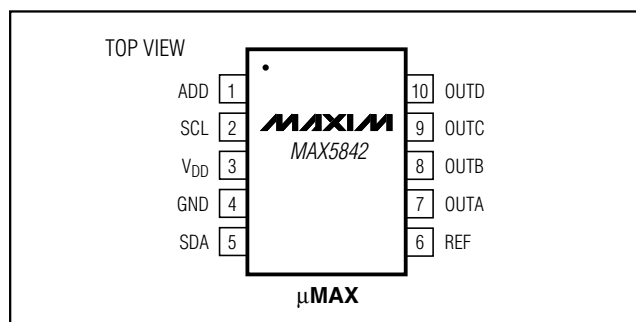 TOP VIEW
ADD 1 10 OUTD
SCL 2 MAXIM 9 OUTC
VDD 3 MAX5842 8 OUTB
GND 4 7 OUTA
SDA 5 6 REF
μMAX